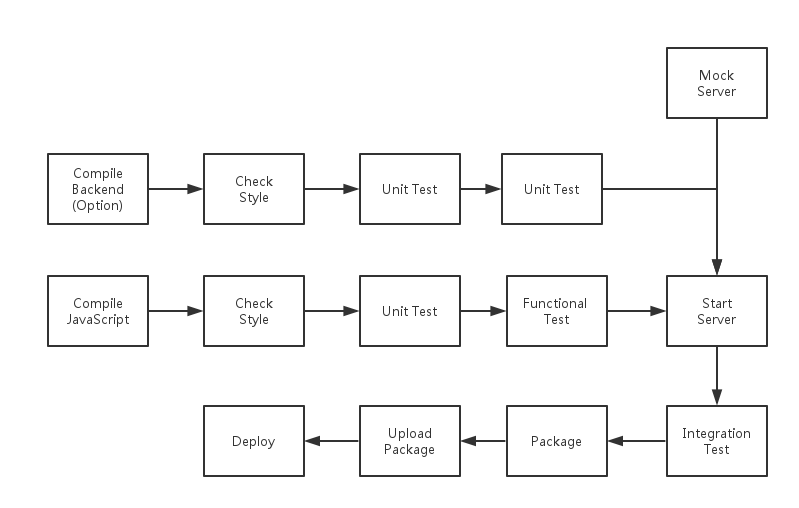 Mock
Server
Compile
Backend
(Option)
Check
Style
Unit Test
Unit Test
Compile
JavaScript
Check
Style
Unit Test
Functional
Test
Start
Server
Deploy
Upload
Package
Package
Integration
Test